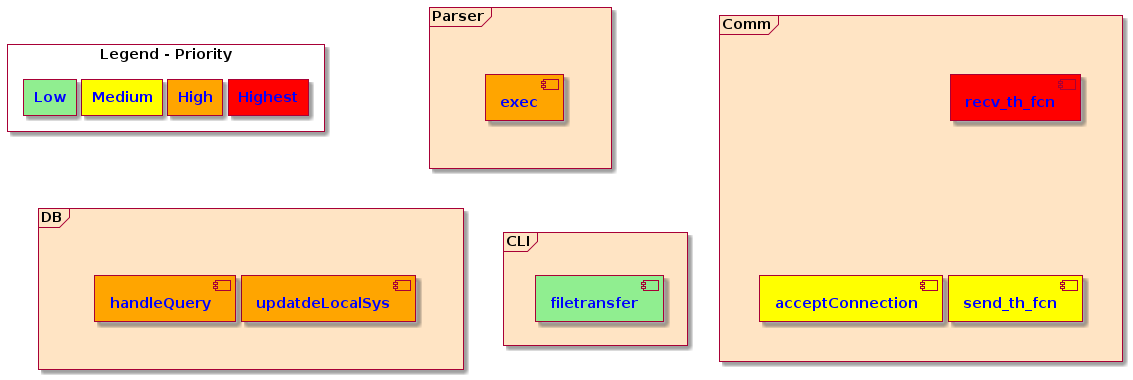 Legend - Priority
Low Medium High Highest
Parser
exec
Comm
recv_th_fcn
acceptConnection send_th_fcn
DB
handleQuery updatdeLocalSys
CLI
filetransfer